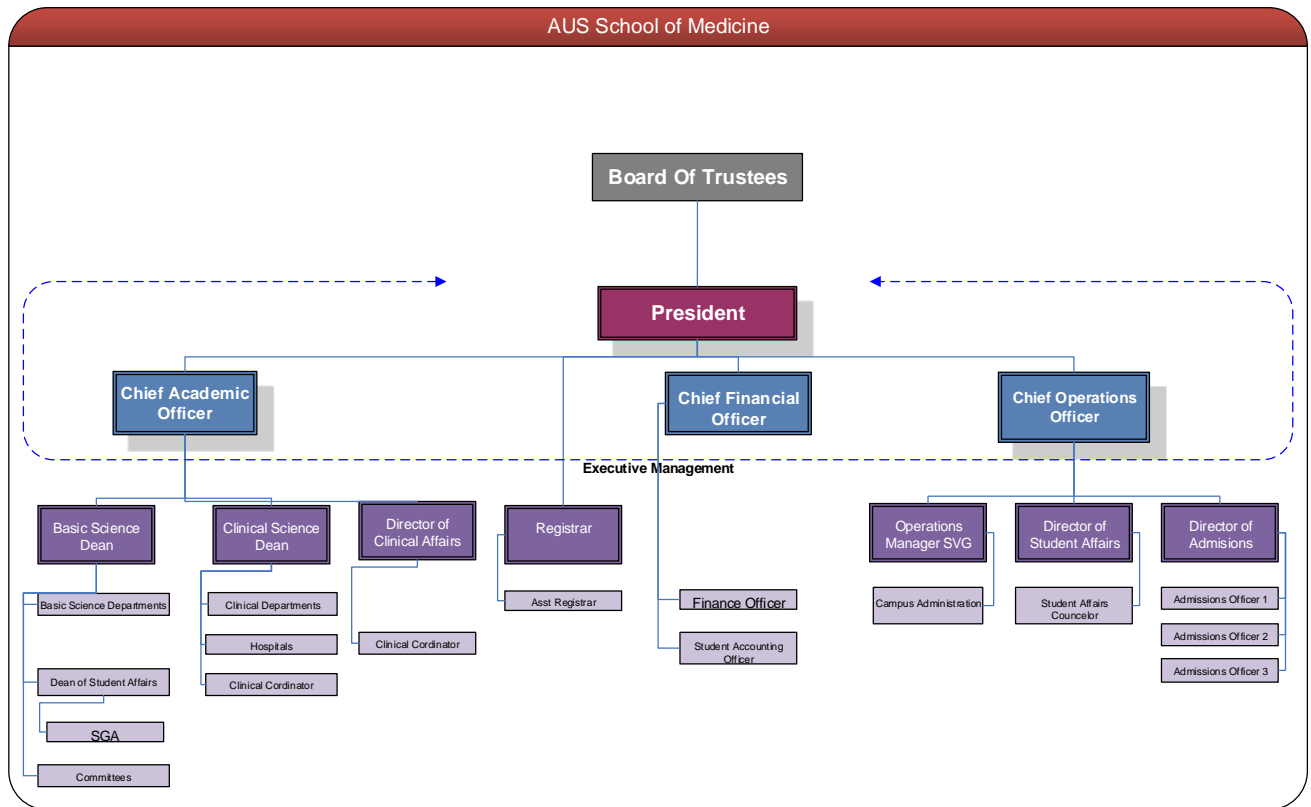 AUS School of Medicine
Board Of Trustees
President
Chief Academic
Officer
Chief Financial
Officer
Chief Operations
Officer
Executive Management
Basic Science
Dean
Clinical Science
Dean
Director of
Clinical Affairs
Registrar
Operations
Manager SVG
Director of
Student Affairs
Director of
Admisions
Basic Science Departments
Dean of Student Affairs
SGA
Committees
Clinical Departments
Hospitals
Clinical Cordinator
Clinical Cordinator
Asst Registrar
Finance Officer
Student Accounting
Officer
Campus Administration
Student Affairs
Councelor
Admissions Officer 1
Admissions Officer 2
Admissions Officer 3